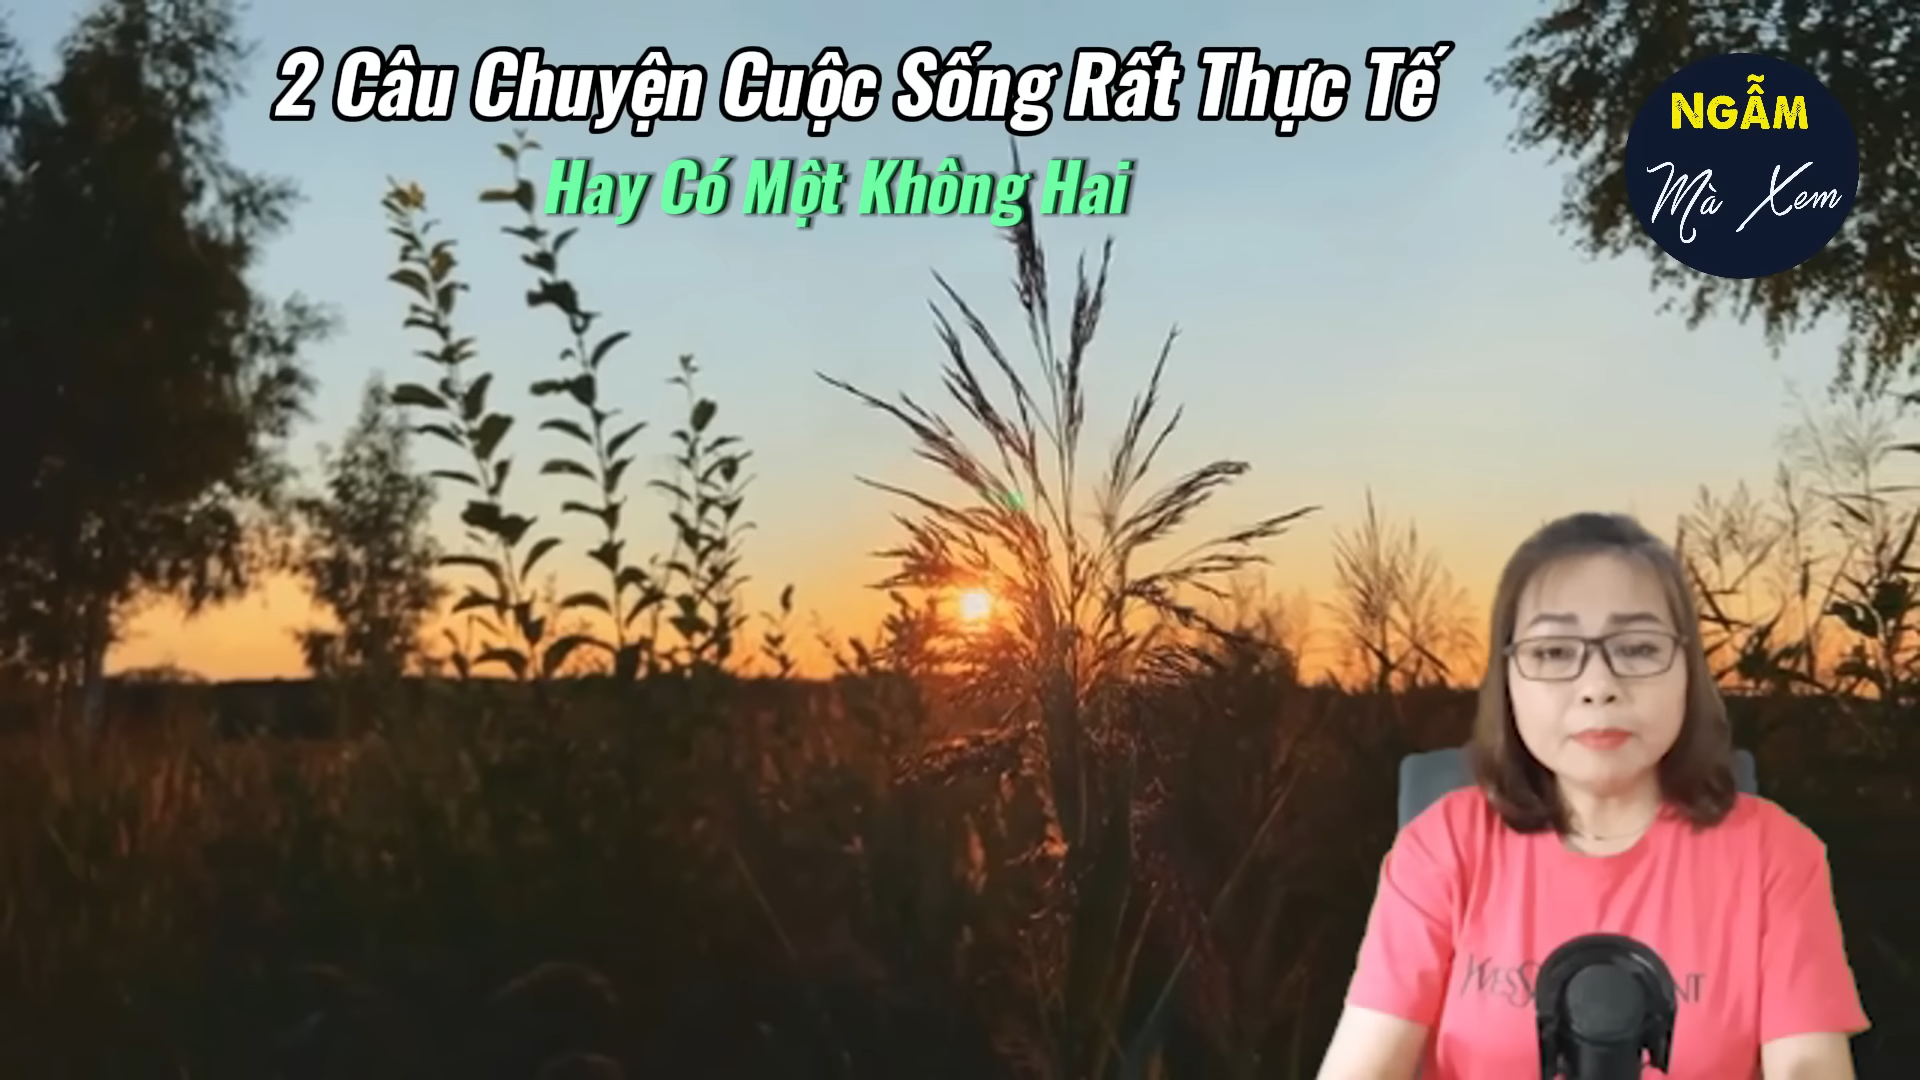 2 Câu Chuyện Cuộc Sống Rất Thực Tế
Hay Có Một Không Hai
NGẪM
Mà Xem